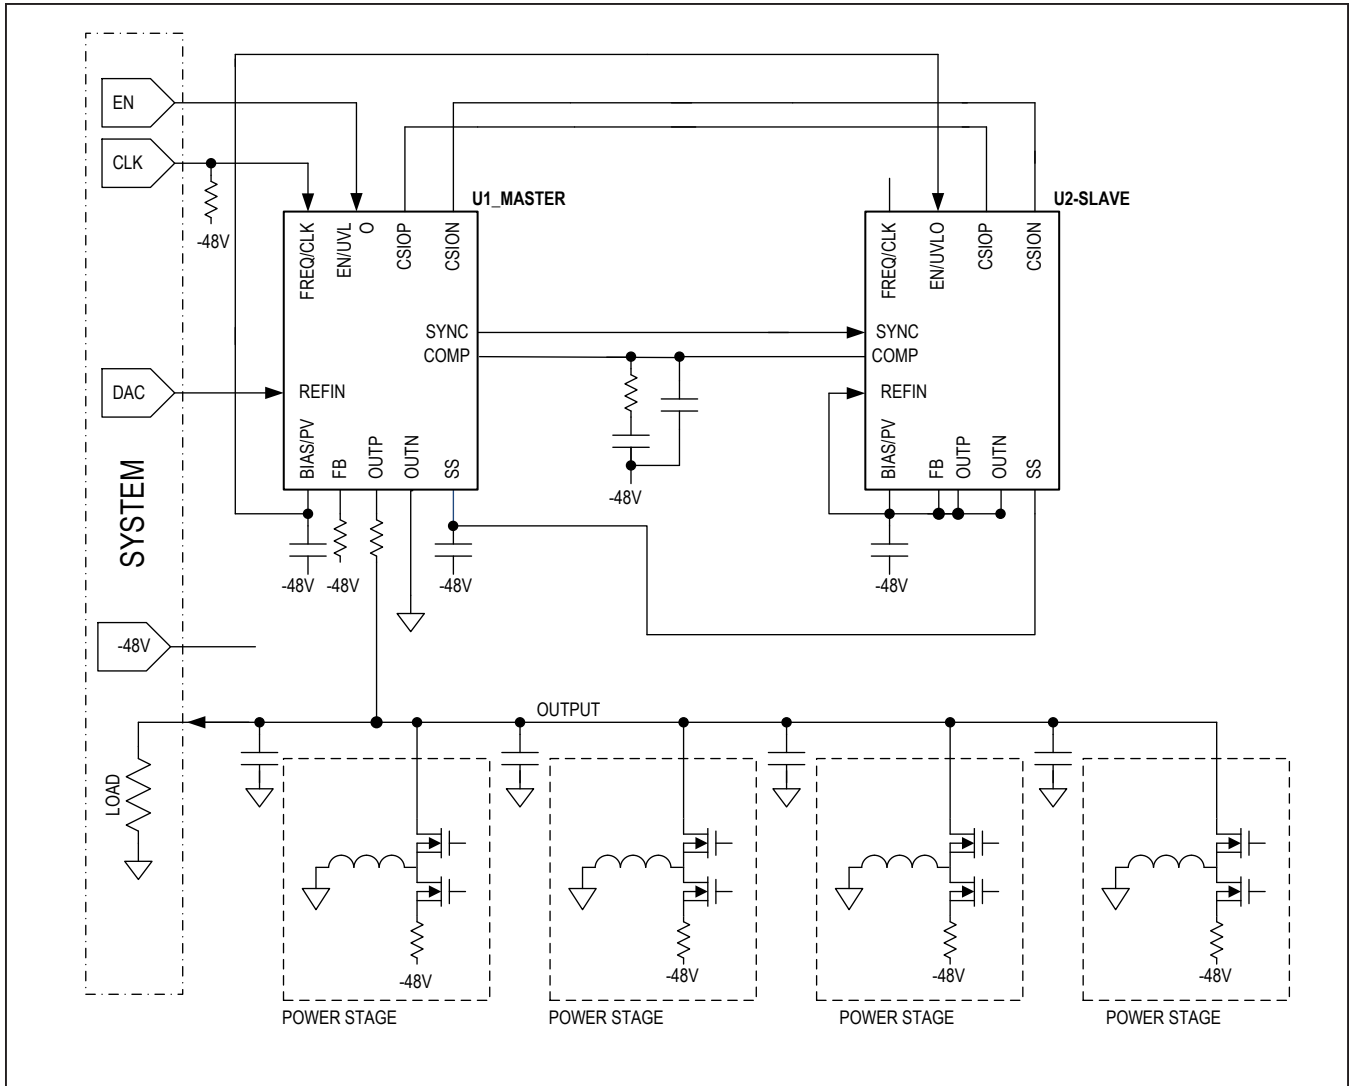 EN
CLK
-48V
U1_MASTER
U2-SLAVE
FREQ/CLK
EN/UVL
O
CSIOP
CSION
FREQ/CLK
EN/UVLO
CSIOP
CSION
SYNC
COMP
SYNC
COMP
DAC
REFIN
REFIN
BIAS/PV
FB
OUTP
OUTN
SS
BIAS/PV
FB
OUTP
OUTN
SS
-48V
SYSTEM
-48V
-48V
-48V
-48V
-48V
OUTPUT
LOAD
-48V
-48V
-48V
-48V
POWER STAGE
POWER STAGE
POWER STAGE
POWER STAGE